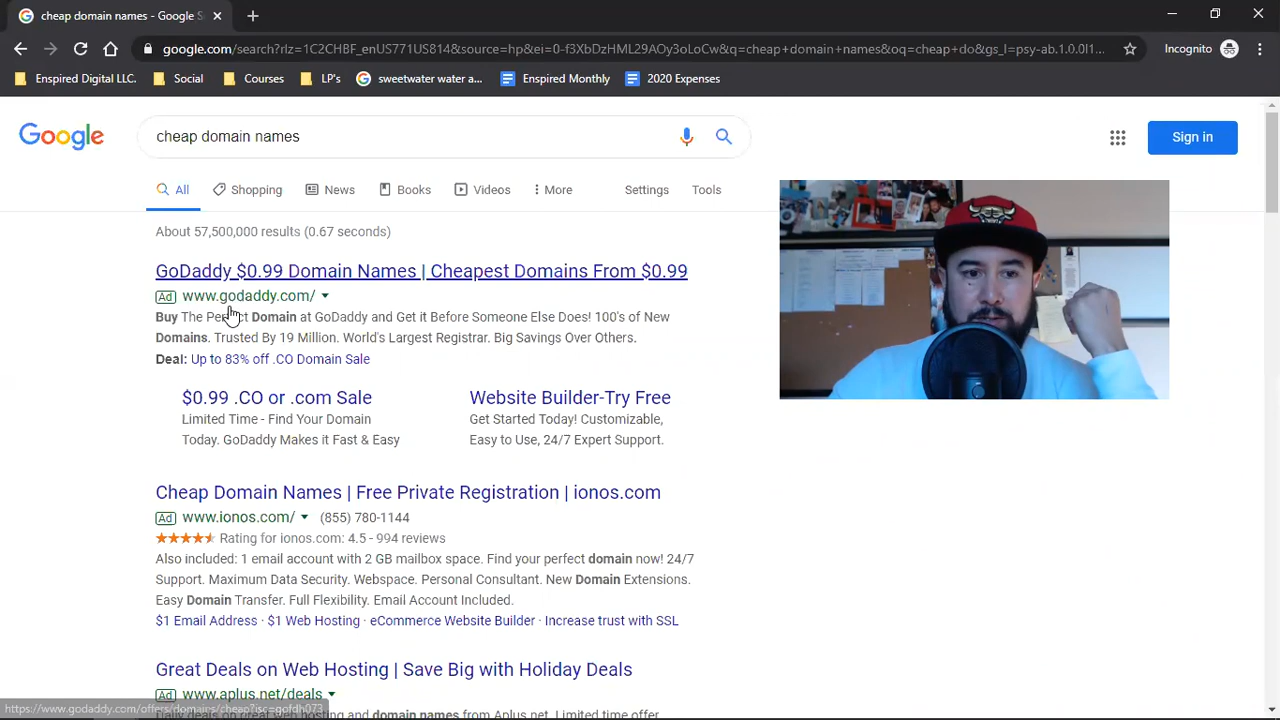 cheap domain names - Google S
google.com/search?rlz=1C2CHBF_enUS771US814&source=hp&ei=0-f3XbDzHML29AOy3oLoCw&q=cheap+domain+names&oq=cheap+do&gs_l=psy-ab.1.0.0l1...
Incognito
Enspired Digital LLC.
Social
Courses
LP's
sweetwater water a...
Enspired Monthly
2020 Expenses
Google
cheap domain names
Sign in
All
Shopping
News
Books
Videos
More
Settings
Tools
About 57,500,000 results (0.67 seconds)
GoDaddy $0.99 Domain Names | Cheapest Domains From $0.99
Ad www.godaddy.com/
Buy The Perfect Domain at GoDaddy and Get it Before Someone Else Does! 100's of New
Domains. Trusted By 19 Million. World's Largest Registrar. Big Savings Over Others.
Deal: Up to 83% off .CO Domain Sale
$0.99 .CO or .com Sale
Limited Time - Find Your Domain
Today. GoDaddy Makes it Fast & Easy
Website Builder-Try Free
Get Started Today! Customizable,
Easy to Use, 24/7 Expert Support.
Cheap Domain Names | Free Private Registration | ionos.com
Ad www.ionos.com/ (855) 780-1144
Rating for ionos.com: 4.5 - 994 reviews
Also included: 1 email account with 2 GB mailbox space. Find your perfect domain now! 24/7
Support. Maximum Data Security. Webspace. Personal Consultant. New Domain Extensions.
Easy Domain Transfer. Full Flexibility. Email Account Included.
$1 Email Address · $1 Web Hosting · eCommerce Website Builder · Increase trust with SSL
Great Deals on Web Hosting | Save Big with Holiday Deals
Ad www.aplus.net/deals
Daily deals on great web hosting and domain names from Aplus.net. Limited time offer
https://www.godaddy.com/offers/domains/cheap?isc=gofdh073